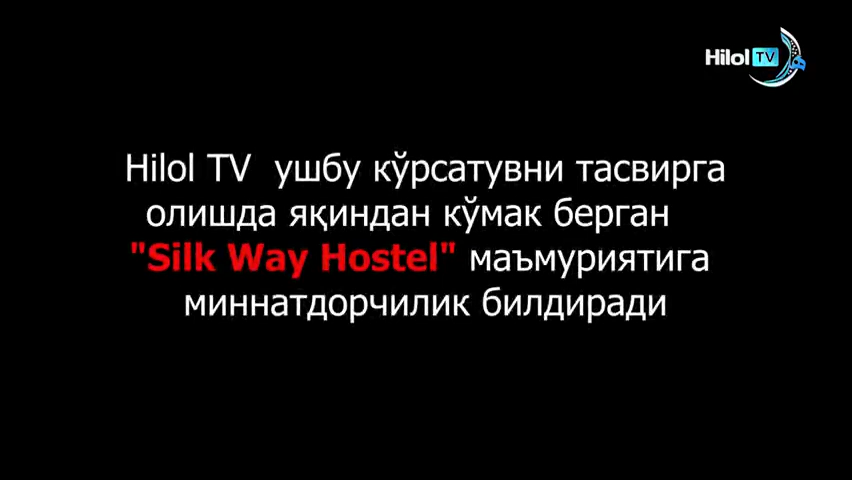 Hilol TV
Hilol TV ушбу кўрсатувни тасвирга
олишда яқиндан кўмак берган
"Silk Way Hostel" маъмуриятига
миннатдорчилик билдиради